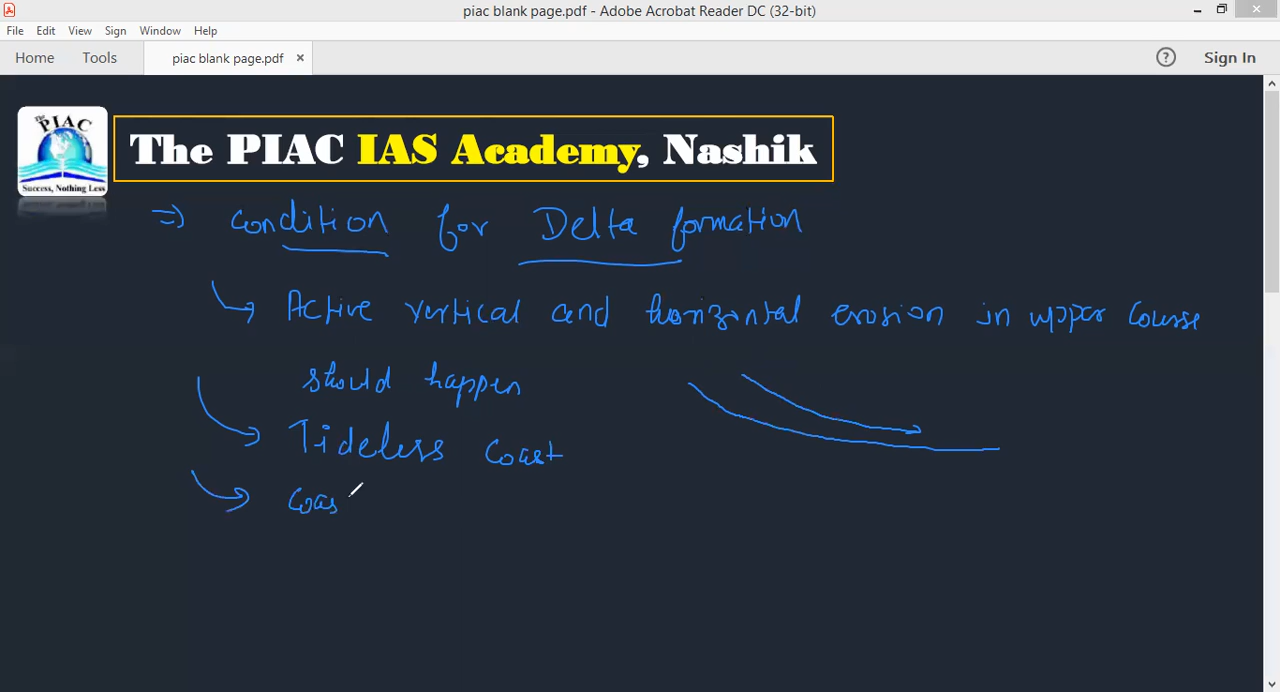 piac blank page.pdf - Adobe Acrobat Reader DC (32-bit)
File Edit View Sign Window Help
Home Tools piac blank page.pdf × ? Sign In
The PIAC
Success, Nothing Less
The PIAC IAS Academy, Nashik
⇒ Condition for Delta formation
↳ Active vertical and horizontal erosion in upper course
should happen
↳ Tideless coast
↳ Coas